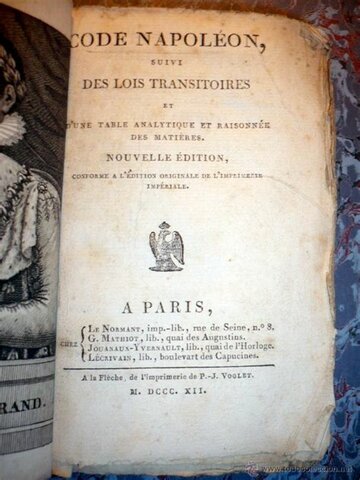 CODE NAPOLÉON,
SUIVI
DES LOIS TRANSITOIRES
ET
D'UNE TABLE ANALYTIQUE ET RAISONNÉE
DES MATIÈRES.
NOUVELLE ÉDITION,
CONFORME A L'ÉDITION ORIGINALE DE L'IMPRIMERIE
IMPÉRIALE.
A PARIS,
CHEZ
LE NORMANT, imp.-lib., rue de Seine, n.º 8.
G. MATHIOT, lib., quai des Augustins.
JOUANAUX-YVERNAULT, lib., quai de l'Horloge.
LÉCRIVAIN, lib., boulevart des Capucines.
A la Flèche, de l'imprimerie de P.-J. VOGLET.
M. DCCC. XII.
RAND.
todocoleccion.net